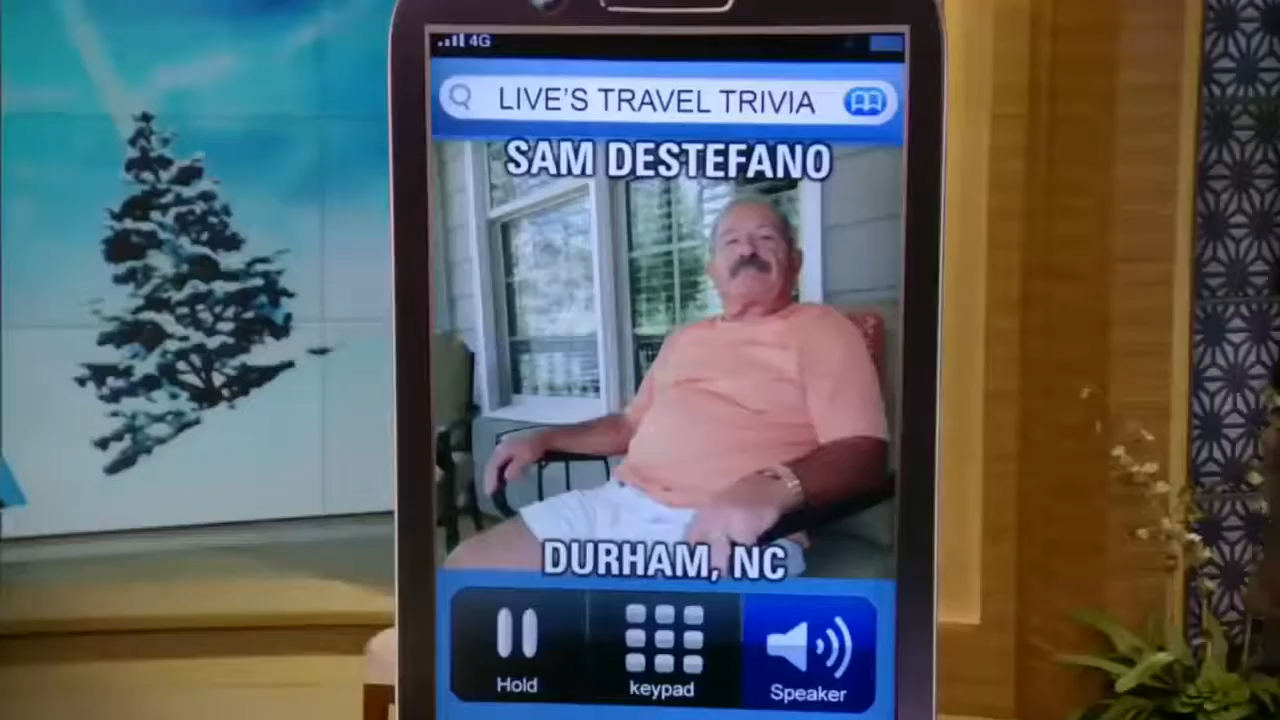 4G
LIVE'S TRAVEL TRIVIA
SAM DESTEFANO
DURHAM, NC
Hold
keypad
Speaker